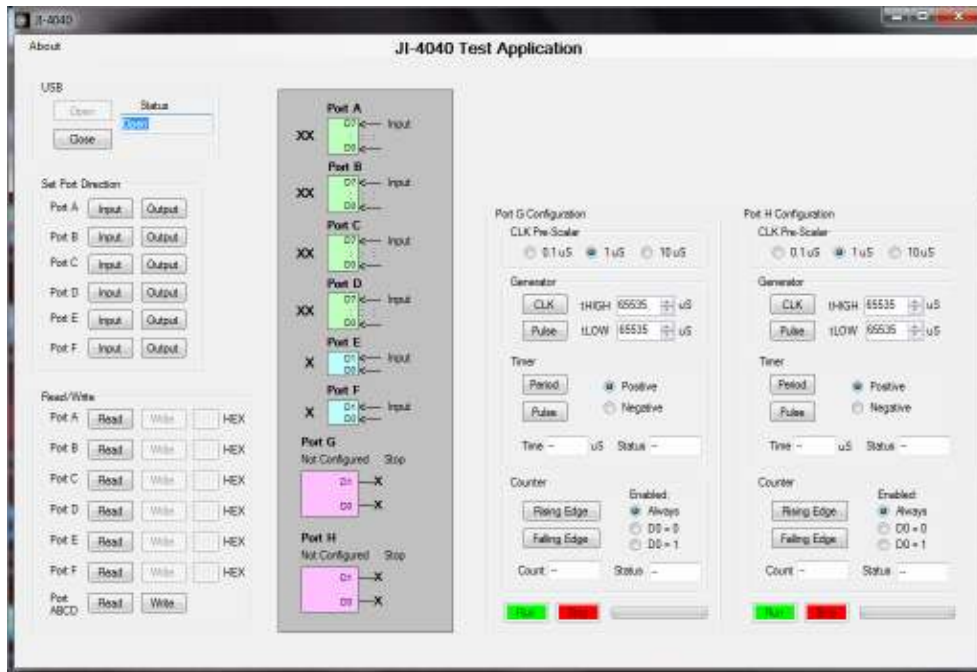 JI-4040
About
JI-4040 Test Application
USB
Open
Status
Open
Close
Set Port Direction
Port A Input Output
Port B Input Output
Port C Input Output
Port D Input Output
Port E Input Output
Port F Input Output
Read/Write
Port A Read Write HEX
Port B Read Write HEX
Port C Read Write HEX
Port D Read Write HEX
Port E Read Write HEX
Port F Read Write HEX
Port ABCD Read Write
Port A
XX D7 Input
D0
Port B
XX D7 Input
D0
Port C
XX D7 Input
D0
Port D
XX D7 Input
D0
Port E
X D1 Input
D0
Port F
X D1 Input
D0
Port G
Not Configured Stop
D1 X
D0 X
Port H
Not Configured Stop
D1 X
D0 X
Port G Configuration
CLK Pre-Scalar
0.1uS 1uS 10uS
Generator
CLK tHIGH 65535 uS
Pulse tLOW 65535 uS
Timer
Period Positive
Pulse Negative
Time -- uS Status --
Counter
Enabled:
Rising Edge Always
D0 = 0
Falling Edge D0 = 1
Count -- Status --
Run Stop
Port H Configuration
CLK Pre-Scalar
0.1uS 1uS 10uS
Generator
CLK tHIGH 65535 uS
Pulse tLOW 65535 uS
Timer
Period Positive
Pulse Negative
Time -- uS Status --
Counter
Enabled:
Rising Edge Always
D0 = 0
Falling Edge D0 = 1
Count -- Status --
Run Stop